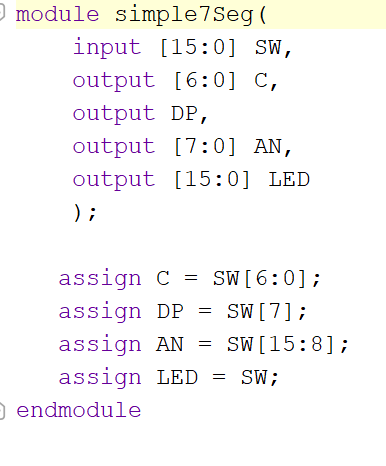 module simple7Seg(
input [15:0] SW,
output [6:0] C,
output DP,
output [7:0] AN,
output [15:0] LED
);
assign C = SW[6:0];
assign DP = SW[7];
assign AN = SW[15:8];
assign LED = SW;
endmodule